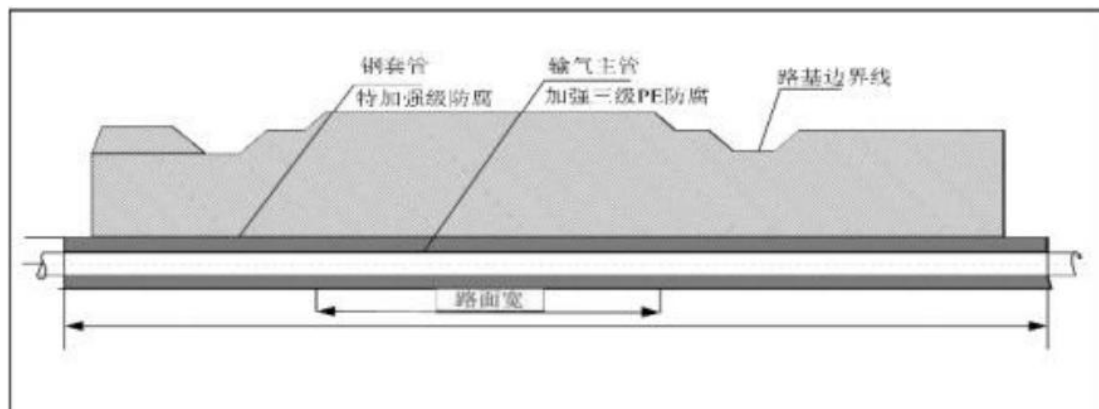 钢套管
特加强级防腐
输气主管
加强三级PE防腐
路基边界线
路面宽